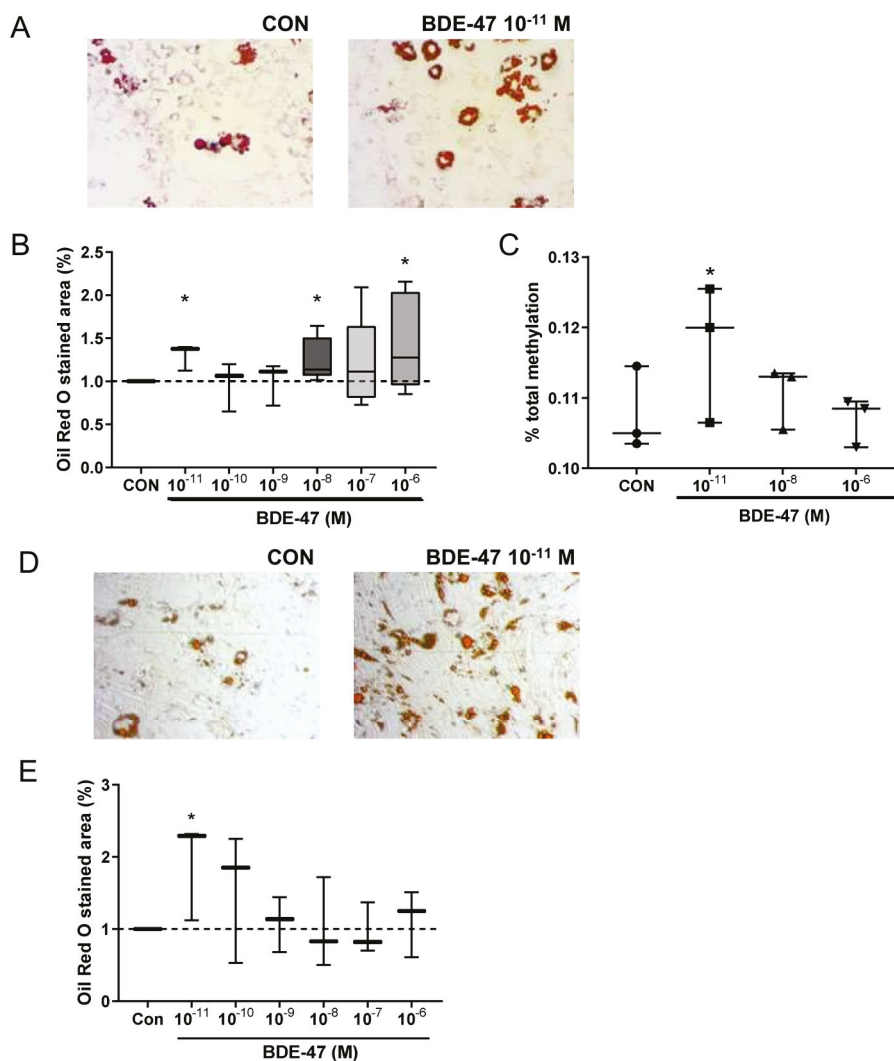 A
CON
BDE-47 10⁻¹¹ M
B
Oil Red O stained area (%)
2.5
2.0
1.5
1.0
0.5
0.0
*
*
*
CON
10⁻¹¹
10⁻¹⁰
10⁻⁹
10⁻⁸
10⁻⁷
10⁻⁶
BDE-47 (M)
C
% total methylation
0.13
0.12
0.11
0.10
*
CON
10⁻¹¹
10⁻⁸
10⁻⁶
BDE-47 (M)
D
CON
BDE-47 10⁻¹¹ M
E
Oil Red O stained area (%)
3
2
1
0
*
Con
10⁻¹¹
10⁻¹⁰
10⁻⁹
10⁻⁸
10⁻⁷
10⁻⁶
BDE-47 (M)